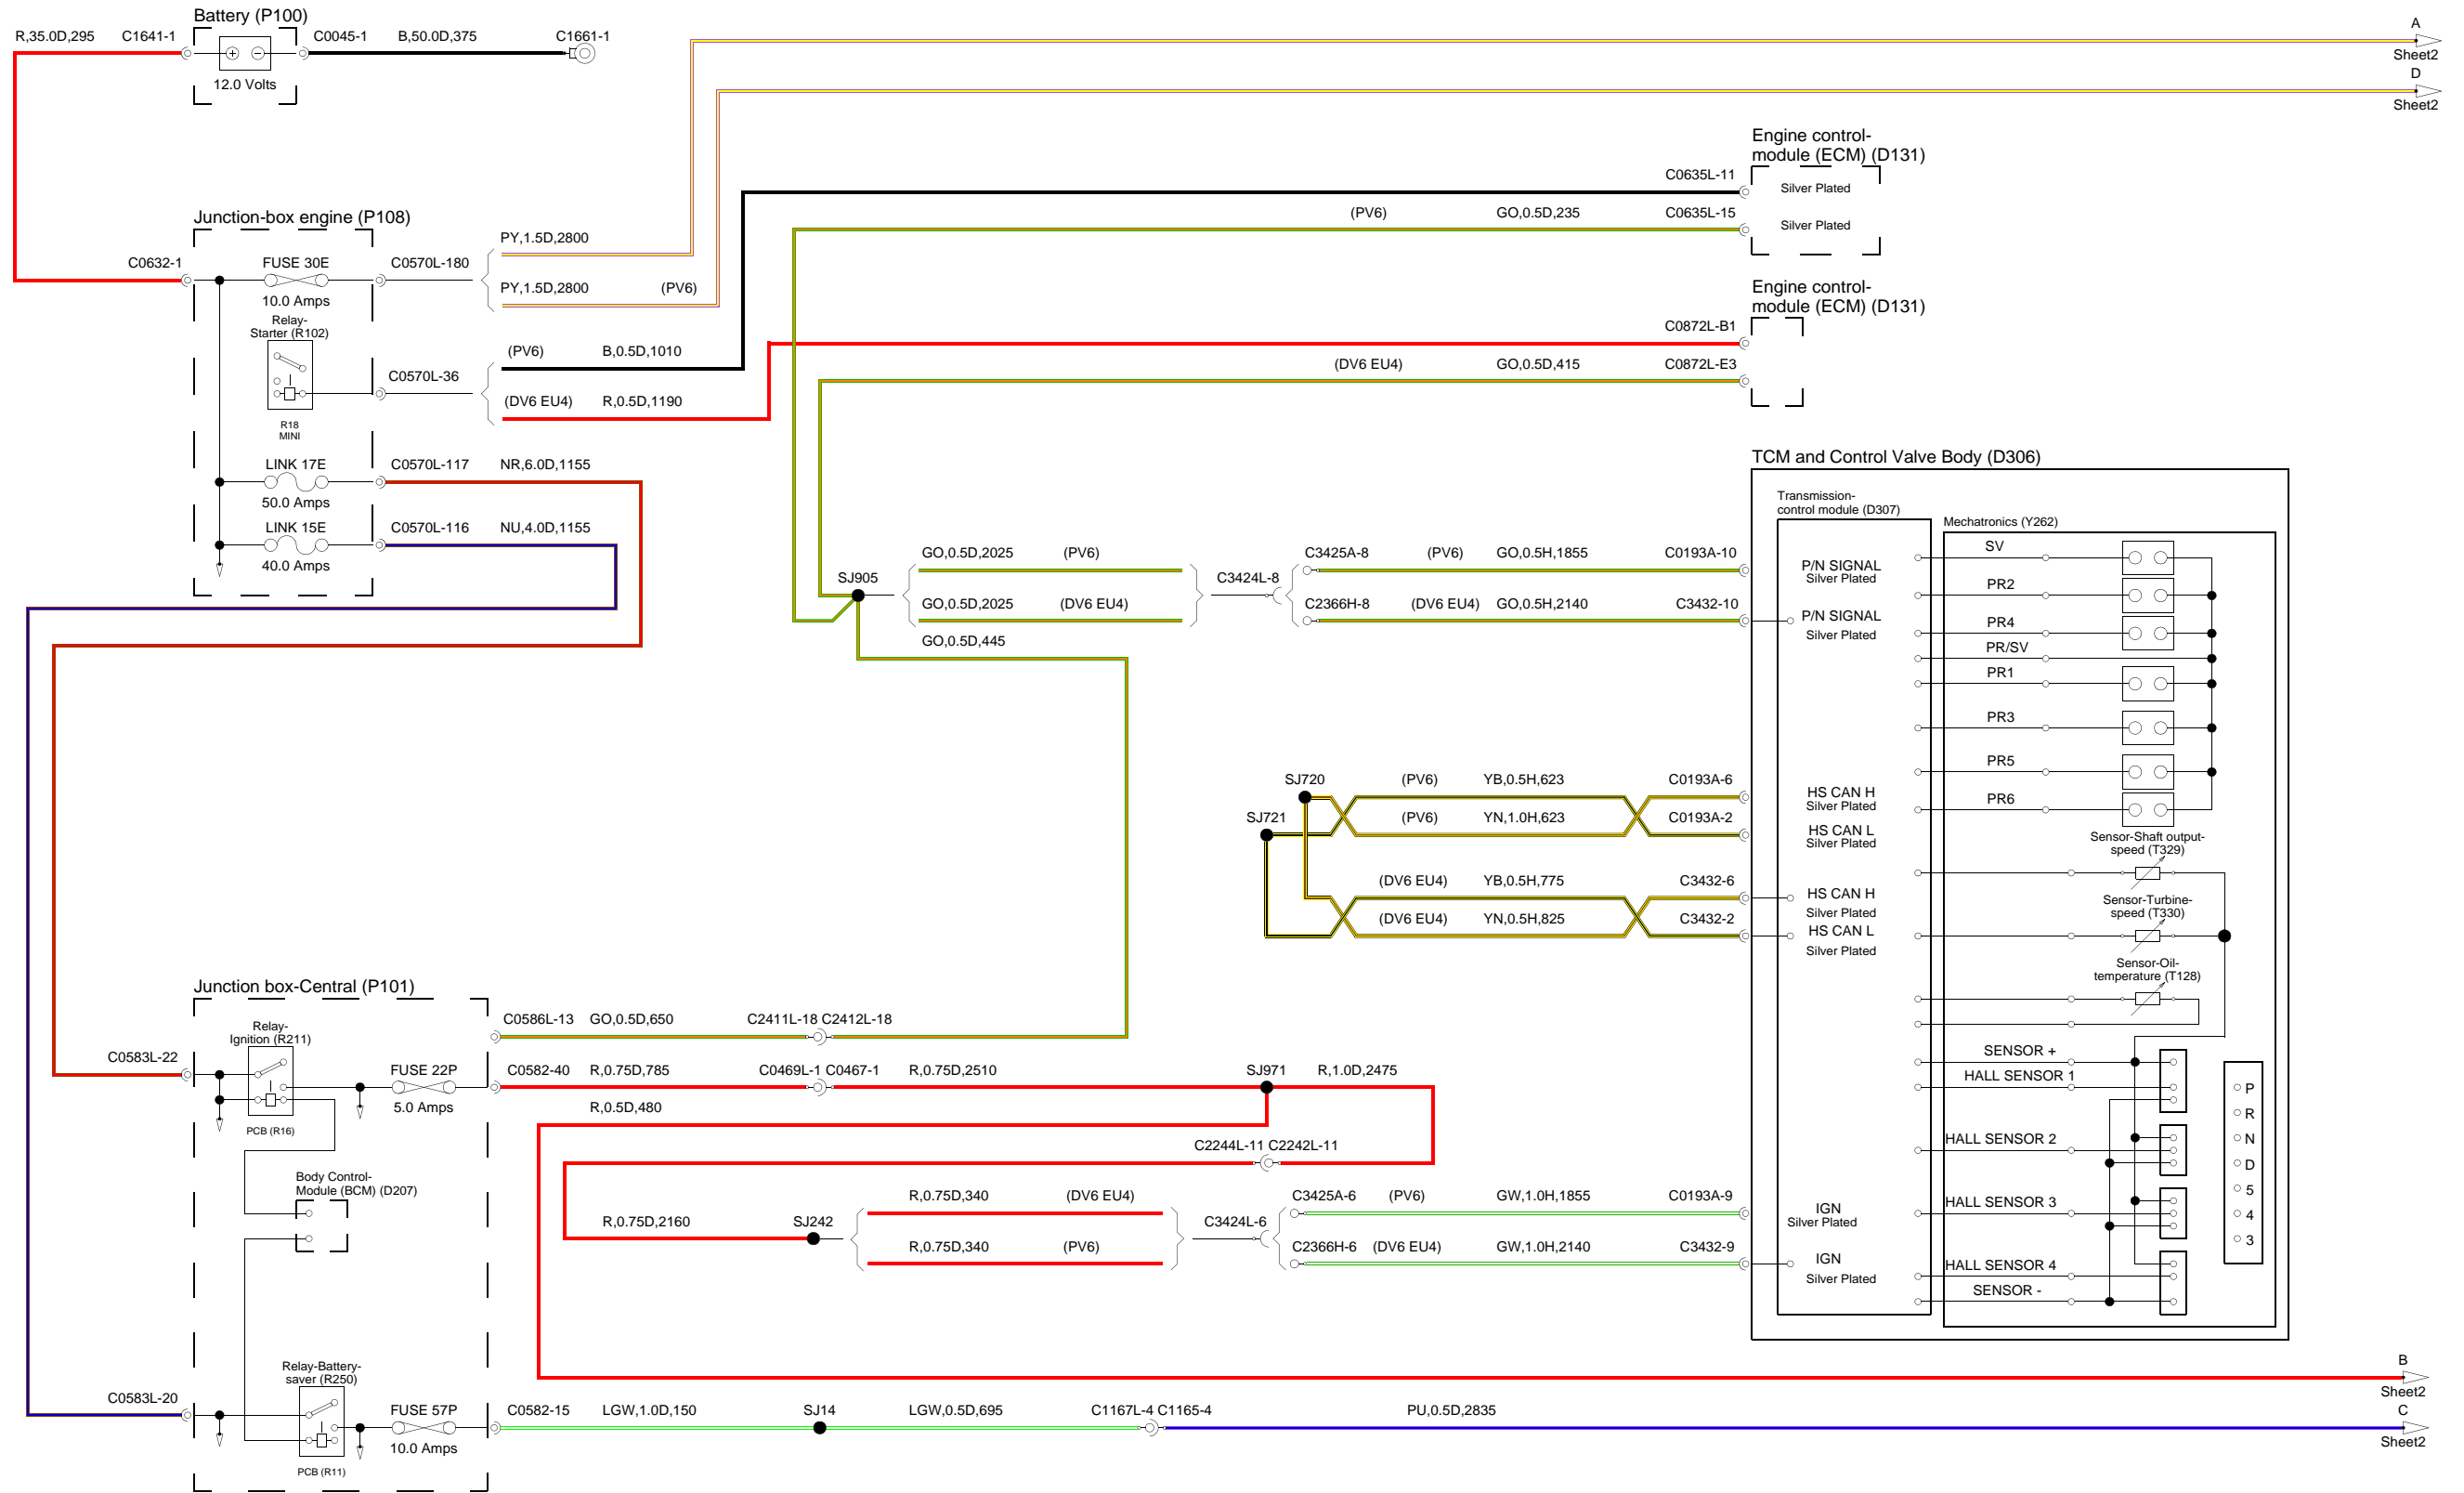 Battery (P100)
R,35.0D,295
C1641-1
C0045-1
B,50.0D,375
C1661-1
12.0 Volts
A
Sheet2
D
Sheet2
Engine control-
module (ECM) (D131)
C0635L-11
Silver Plated
(PV6)
GO,0.5D,235
C0635L-15
Silver Plated
Junction-box engine (P108)
PY,1.5D,2800
C0632-1
FUSE 30E
C0570L-180
10.0 Amps
PY,1.5D,2800
(PV6)
Engine control-
module (ECM) (D131)
Relay-
Starter (R102)
C0872L-B1
(PV6)
B,0.5D,1010
C0570L-36
(DV6 EU4)
GO,0.5D,415
C0872L-E3
(DV6 EU4)
R,0.5D,1190
R18
MINI
LINK 17E
C0570L-117
NR,6.0D,1155
50.0 Amps
LINK 15E
C0570L-116
NU,4.0D,1155
40.0 Amps
TCM and Control Valve Body (D306)
Transmission-
control module (D307)
Mechatronics (Y262)
SJ905
GO,0.5D,2025
(PV6)
C3425A-8
(PV6)
GO,0.5H,1855
C0193A-10
P/N SIGNAL
Silver Plated
SV
C3424L-8
PR2
GO,0.5D,2025
(DV6 EU4)
C2366H-8
(DV6 EU4)
GO,0.5H,2140
C3432-10
P/N SIGNAL
Silver Plated
PR4
GO,0.5D,445
PR/SV
PR1
PR3
PR5
PR6
SJ720
(PV6)
YB,0.5H,623
C0193A-6
HS CAN H
Silver Plated
SJ721
(PV6)
YN,1.0H,623
C0193A-2
HS CAN L
Silver Plated
Sensor-Shaft output-
speed (T329)
(DV6 EU4)
YB,0.5H,775
C3432-6
HS CAN H
Silver Plated
(DV6 EU4)
YN,0.5H,825
C3432-2
HS CAN L
Silver Plated
Sensor-Turbine-
speed (T330)
Sensor-Oil-
temperature (T128)
Junction box-Central (P101)
C0586L-13
GO,0.5D,650
C2411L-18 C2412L-18
Relay-
Ignition (R211)
C0583L-22
FUSE 22P
C0582-40
R,0.75D,785
C0469L-1 C0467-1
R,0.75D,2510
SJ971
R,1.0D,2475
5.0 Amps
R,0.5D,480
PCB (R16)
SENSOR +
HALL SENSOR 1
P
R
N
D
5
4
3
HALL SENSOR 2
C2244L-11 C2242L-11
Body Control-
Module (BCM) (D207)
R,0.75D,340
(DV6 EU4)
C3425A-6
(PV6)
GW,1.0H,1855
C0193A-9
IGN
Silver Plated
HALL SENSOR 3
R,0.75D,2160
SJ242
C3424L-6
R,0.75D,340
(PV6)
C2366H-6
(DV6 EU4)
GW,1.0H,2140
C3432-9
IGN
Silver Plated
HALL SENSOR 4
SENSOR -
B
Sheet2
Relay-Battery-
saver (R250)
C0583L-20
FUSE 57P
C0582-15
LGW,1.0D,150
SJ14
LGW,0.5D,695
C1167L-4 C1165-4
PU,0.5D,2835
C
Sheet2
10.0 Amps
PCB (R11)